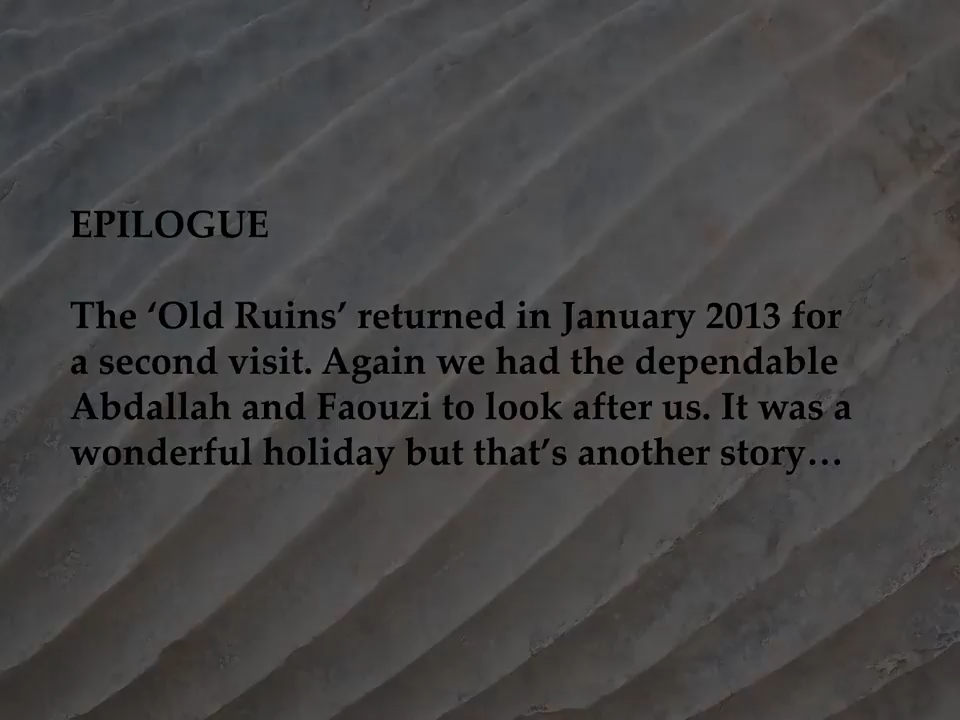 EPILOGUE
The ‘Old Ruins’ returned in January 2013 for
a second visit. Again we had the dependable
Abdallah and Faouzi to look after us. It was a
wonderful holiday but that’s another story…